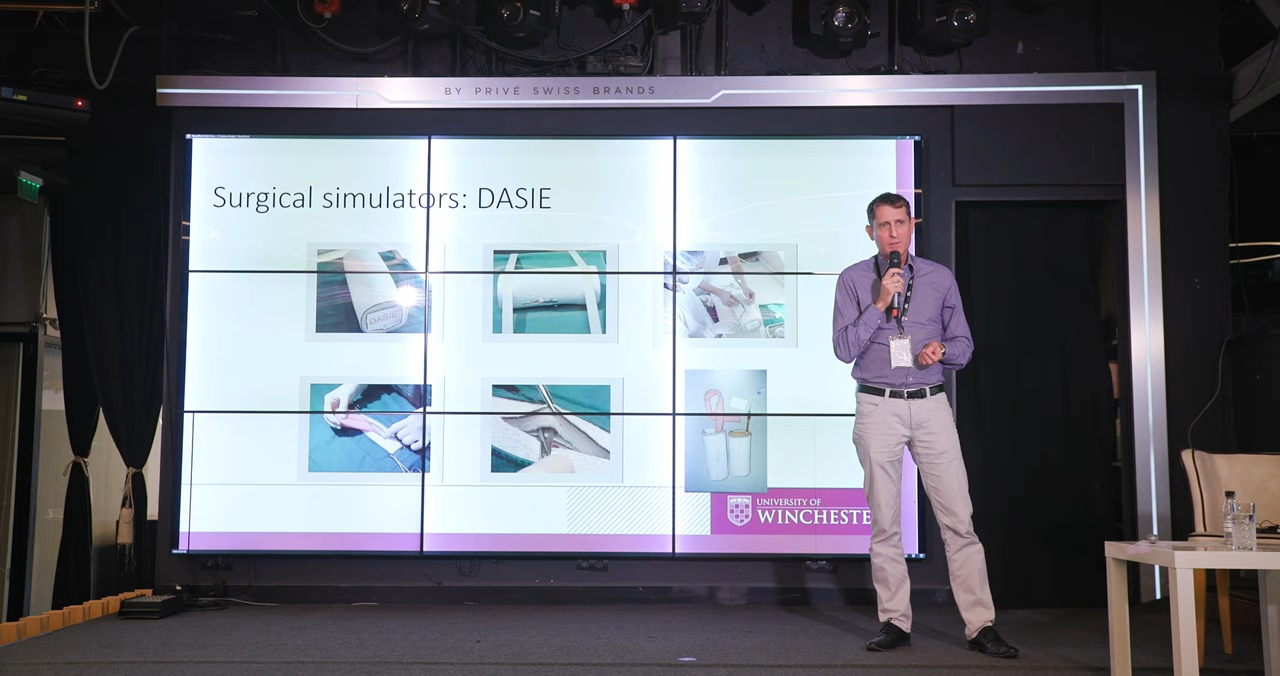 BY PRIVÉ SWISS BRANDS
Surgical simulators: DASIE
DASIE
UNIVERSITY OF
WINCHESTE